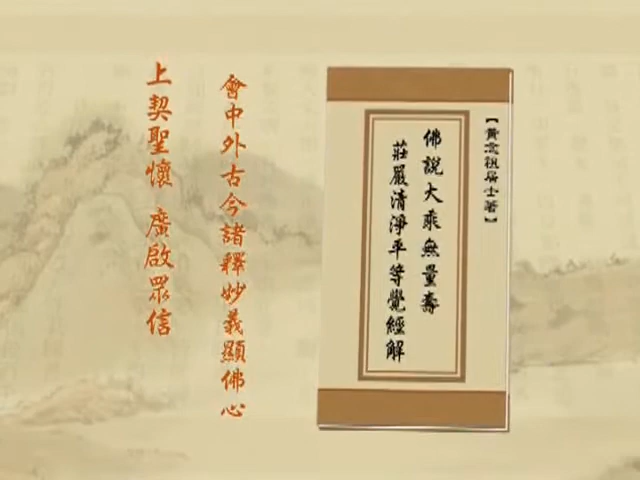 【黃念祖居士著】
佛說大乘無量壽
莊嚴清淨平等覺經解
會中外古今諸釋妙義顯佛心
上契聖懷 廣啟眾信